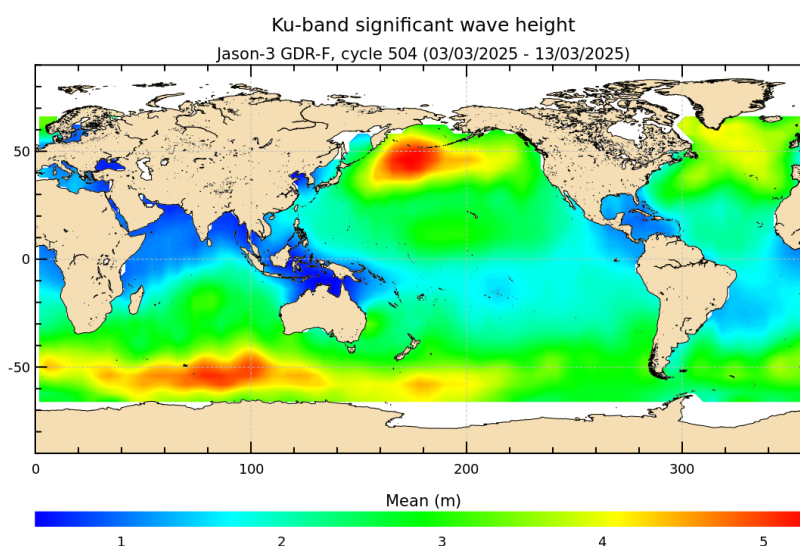 Ku-band significant wave height
Jason-3 GDR-F, cycle 504 (03/03/2025 - 13/03/2025)
50
0
-50
0 100 200 300
Mean (m)
1 2 3 4 5